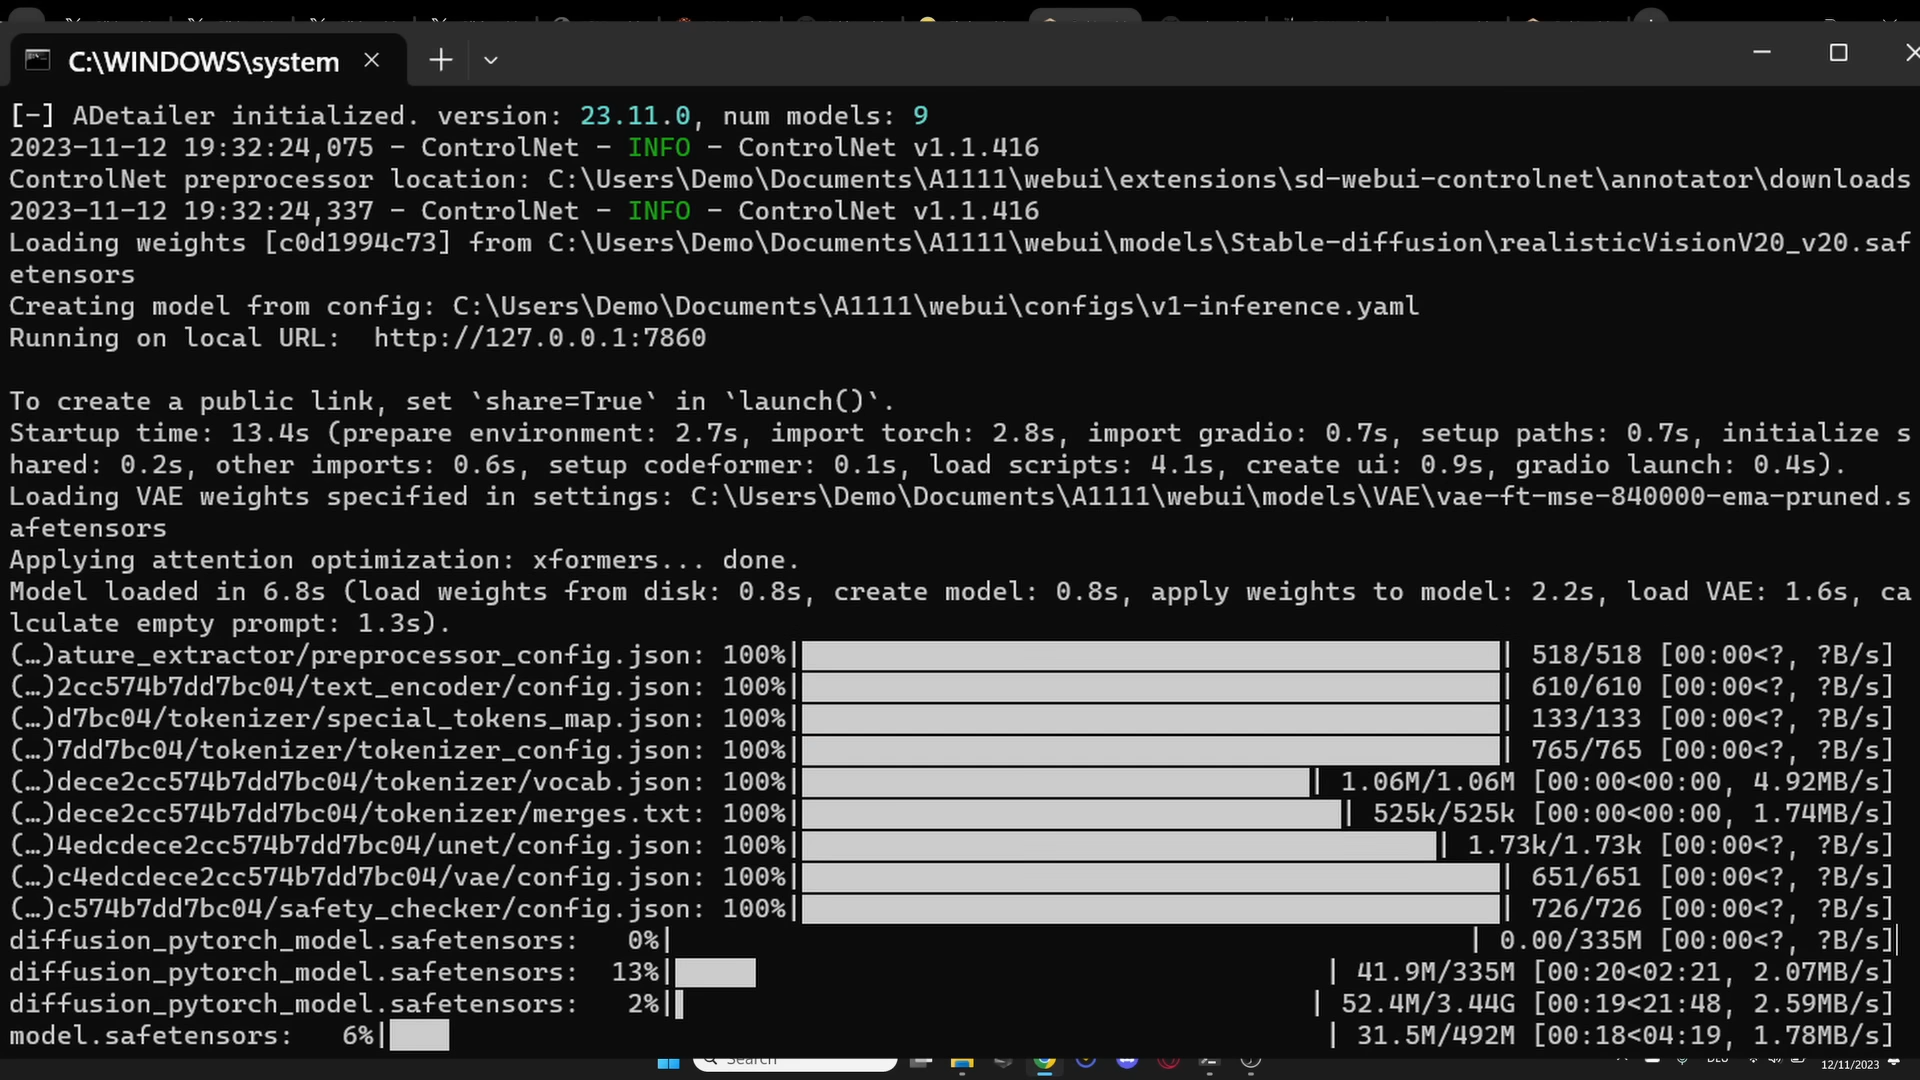 C:\WINDOWS\system
[-] ADetailer initialized. version: 23.11.0, num models: 9
2023-11-12 19:32:24,075 - ControlNet - INFO - ControlNet v1.1.416
ControlNet preprocessor location: C:\Users\Demo\Documents\A1111\webui\extensions\sd-webui-controlnet\annotator\downloads
2023-11-12 19:32:24,337 - ControlNet - INFO - ControlNet v1.1.416
Loading weights [c0d1994c73] from C:\Users\Demo\Documents\A1111\webui\models\Stable-diffusion\realisticVisionV20_v20.saf
etensors
Creating model from config: C:\Users\Demo\Documents\A1111\webui\configs\v1-inference.yaml
Running on local URL:  http://127.0.0.1:7860
To create a public link, set `share=True` in `launch()`.
Startup time: 13.4s (prepare environment: 2.7s, import torch: 2.8s, import gradio: 0.7s, setup paths: 0.7s, initialize s
hared: 0.2s, other imports: 0.6s, setup codeformer: 0.1s, load scripts: 4.1s, create ui: 0.9s, gradio launch: 0.4s).
Loading VAE weights specified in settings: C:\Users\Demo\Documents\A1111\webui\models\VAE\vae-ft-mse-840000-ema-pruned.s
afetensors
Applying attention optimization: xformers... done.
Model loaded in 6.8s (load weights from disk: 0.8s, create model: 0.8s, apply weights to model: 2.2s, load VAE: 1.6s, ca
lculate empty prompt: 1.3s).
(…)ature_extractor/preprocessor_config.json: 100%| | 518/518 [00:00<?, ?B/s]
(…)2cc574b7dd7bc04/text_encoder/config.json: 100%| | 610/610 [00:00<?, ?B/s]
(…)d7bc04/tokenizer/special_tokens_map.json: 100%| | 133/133 [00:00<?, ?B/s]
(…)7dd7bc04/tokenizer/tokenizer_config.json: 100%| | 765/765 [00:00<?, ?B/s]
(…)dece2cc574b7dd7bc04/tokenizer/vocab.json: 100%| | 1.06M/1.06M [00:00<00:00, 4.92MB/s]
(…)dece2cc574b7dd7bc04/tokenizer/merges.txt: 100%| | 525k/525k [00:00<00:00, 1.74MB/s]
(…)4edcdece2cc574b7dd7bc04/unet/config.json: 100%| | 1.73k/1.73k [00:00<?, ?B/s]
(…)c4edcdece2cc574b7dd7bc04/vae/config.json: 100%| | 651/651 [00:00<?, ?B/s]
(…)c574b7dd7bc04/safety_checker/config.json: 100%| | 726/726 [00:00<?, ?B/s]
diffusion_pytorch_model.safetensors:   0%| | 0.00/335M [00:00<?, ?B/s]
diffusion_pytorch_model.safetensors:  13%| | 41.9M/335M [00:20<02:21, 2.07MB/s]
diffusion_pytorch_model.safetensors:   2%| | 52.4M/3.44G [00:19<21:48, 2.59MB/s]
model.safetensors:   6%| | 31.5M/492M [00:18<04:19, 1.78MB/s]
Search
12/11/2023